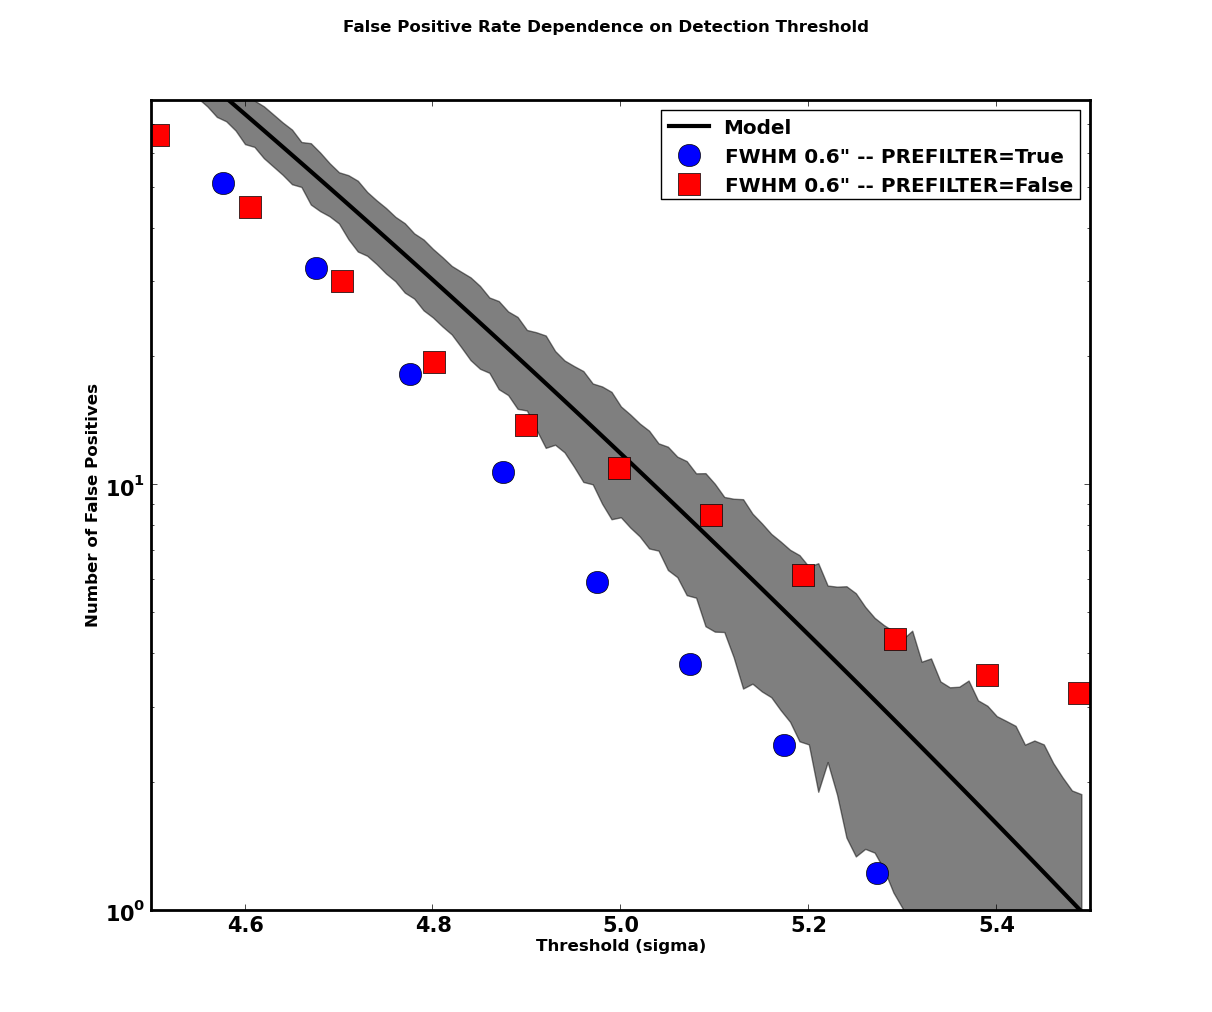 False Positive Rate Dependence on Detection Threshold
Model
FWHM 0.6" -- PREFILTER=True
FWHM 0.6" -- PREFILTER=False
Number of False Positives
10¹
10⁰
4.6 4.8 5.0 5.2 5.4
Threshold (sigma)